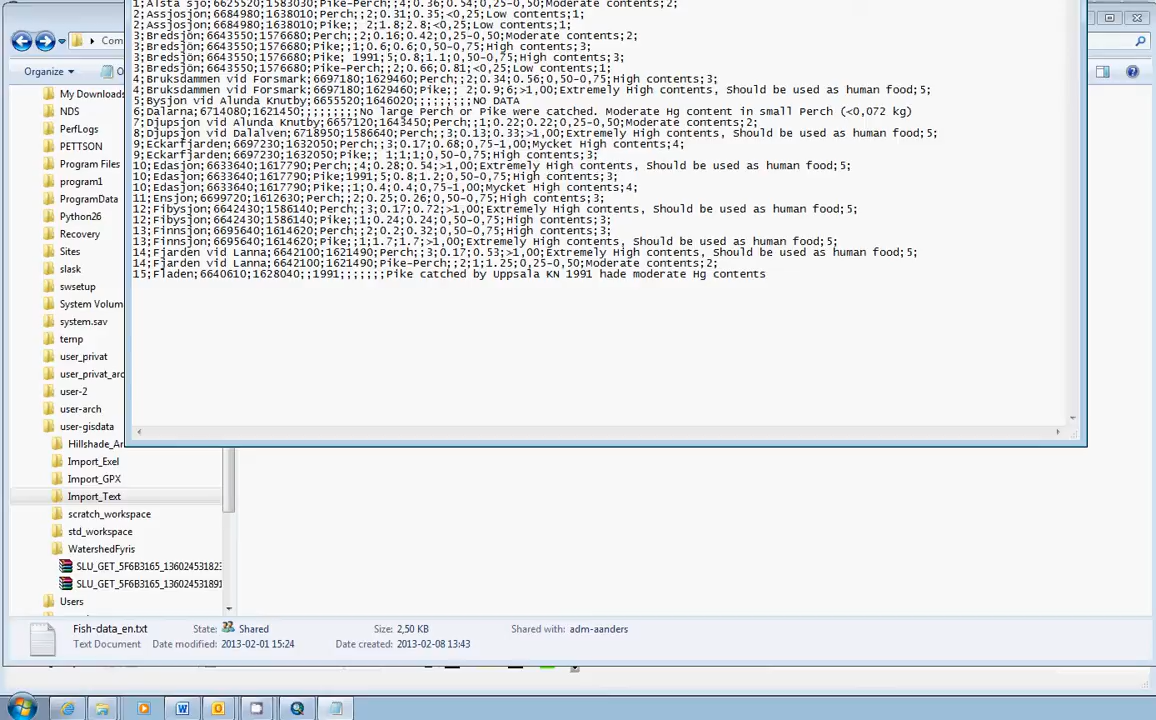 1;Alsta sjö;6625520;1583030;Pike-Perch;;4;0.36;0.54;0,25-0,50;Moderate contents;2;
2;Assjosjon;6684980;1638010;Perch;;2;0.31;0.35;<0,25;Low contents;1;
2;Assjosjon;6684980;1638010;Pike;; 2;1.8;2.8;<0,25;Low contents;1;
3;Bredsjön;6643550;1576680;Perch;;2;0.16;0.42;0,25-0,50;Moderate contents;2;
3;Bredsjön;6643550;1576680;Pike;;1;0.6;0.6;0,50-0,75;High contents;3;
3;Bredsjön;6643550;1576680;Pike; 1991;5;0.8;1.1;0,50-0,75;High contents;3;
3;Bredsjön;6643550;1576680;Pike-Perch;;2;0.66;0.81;<0,25;Low contents;1;
4;Bruksdammen vid Forsmark;6697180;1629460;Perch;;2;0.34;0.56;0,50-0,75;High contents;3;
4;Bruksdammen vid Forsmark;6697180;1629460;Pike;; 2;0.9;6;>1,00;Extremely High contents, Should be used as human food;5;
5;Bysjon vid Alunda Knutby;6655520;1646020;;;;;;;;;NO DATA
6;Dalarna;6714080;1621450;;;;;;;;No large Perch or Pike were catched. Moderate Hg content in small Perch (<0,072 kg)
7;Djupsjon vid Alunda Knutby;6657120;1643450;Perch;;1;0.22;0.22;0,25-0,50;Moderate contents;2;
8;Djupsjon vid Dalalven;6718950;1586640;Perch;;3;0.13;0.33;>1,00;Extremely High contents, Should be used as human food;5;
9;Eckarfjarden;6697230;1632050;Perch;;3;0.17;0.68;0,75-1,00;Mycket High contents;4;
9;Eckarfjarden;6697230;1632050;Pike;; 1;1;1;0,50-0,75;High contents;3;
10;Edasjon;6633640;1617790;Perch;;4;0.28;0.54;>1,00;Extremely High contents, Should be used as human food;5;
10;Edasjon;6633640;1617790;Pike;1991;5;0.8;1.2;0,50-0,75;High contents;3;
10;Edasjon;6633640;1617790;Pike;;1;0.4;0.4;0,75-1,00;Mycket High contents;4;
11;Ensjon;6699720;1612630;Perch;;2;0.25;0.26;0,50-0,75;High contents;3;
12;Fibysjon;6642430;1586140;Perch;;3;0.17;0.72;>1,00;Extremely High contents, Should be used as human food;5;
12;Fibysjon;6642430;1586140;Pike;;1;0.24;0.24;0,50-0,75;High contents;3;
13;Finnsjon;6695640;1614620;Perch;;2;0.2;0.32;0,50-0,75;High contents;3;
13;Finnsjon;6695640;1614620;Pike;;1;1.7;1.7;>1,00;Extremely High contents, Should be used as human food;5;
14;Fjarden vid Lanna;6642100;1621490;Perch;;3;0.17;0.53;>1,00;Extremely High contents, Should be used as human food;5;
14;Fjarden vid Lanna;6642100;1621490;Pike-Perch;;2;1;1.25;0,25-0,50;Moderate contents;2;
15;Fladen;6640610;1628040;;1991;;;;;;;Pike catched by Uppsala KN 1991 hade moderate Hg contents
Com
Organize
My Downloads
NDS
PerfLogs
PETTSON
Program Files
program1
ProgramData
Python26
Recovery
Sites
slask
swsetup
System Volum
system.sav
temp
user_privat
user_privat_arc
user-2
user-arch
user-gisdata
Hillshade_Ar
Import_Exel
Import_GPX
Import_Text
scratch_workspace
std_workspace
WatershedFyris
SLU_GET_5F6B3165_13602453182
SLU_GET_5F6B3165_13602453189
Users
Fish-data_en.txt State: Shared Size: 2,50 KB Shared with: adm-aanders
Text Document Date modified: 2013-02-01 15:24 Date created: 2013-02-08 13:43